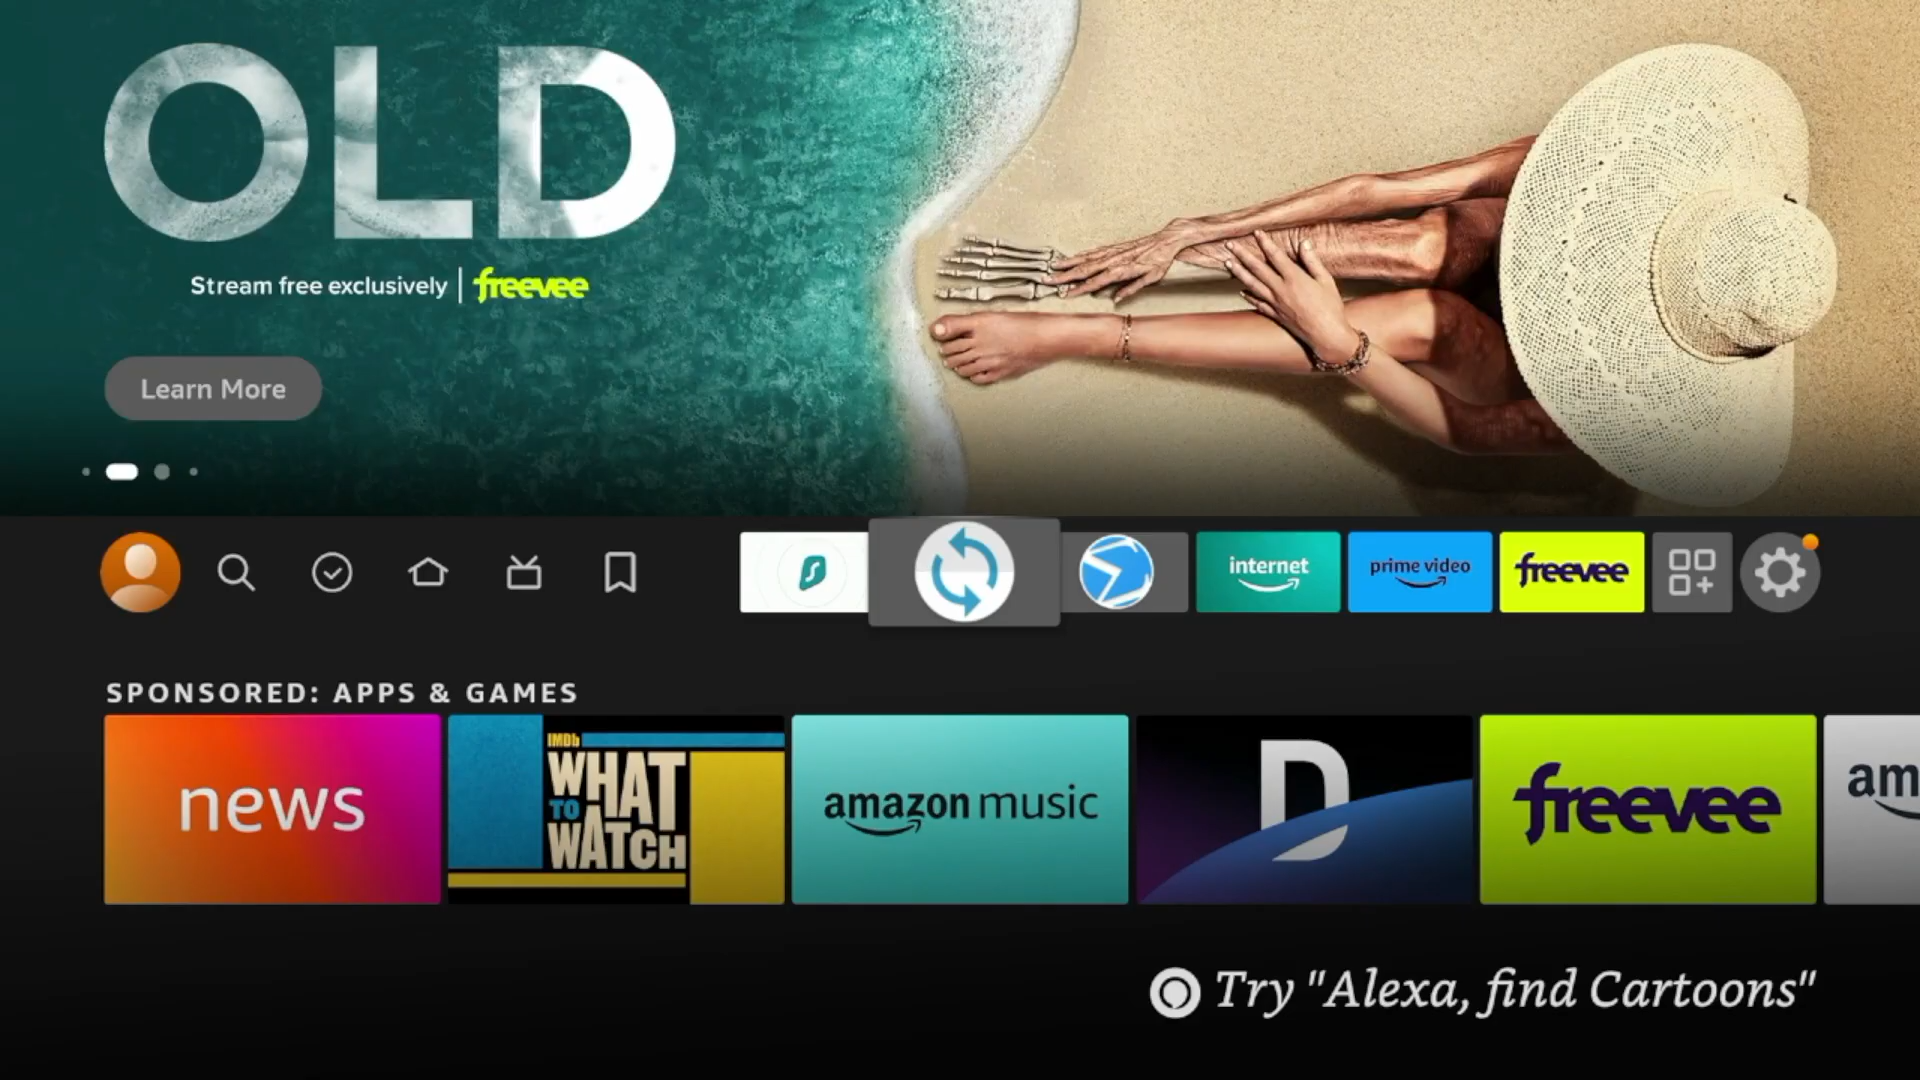 OLD
Stream free exclusively | freevee
Learn More
internet
prime video
freevee
SPONSORED: APPS & GAMES
news
IMDb
WHAT
TO
WATCH
amazon music
D
freevee
am
Try "Alexa, find Cartoons"